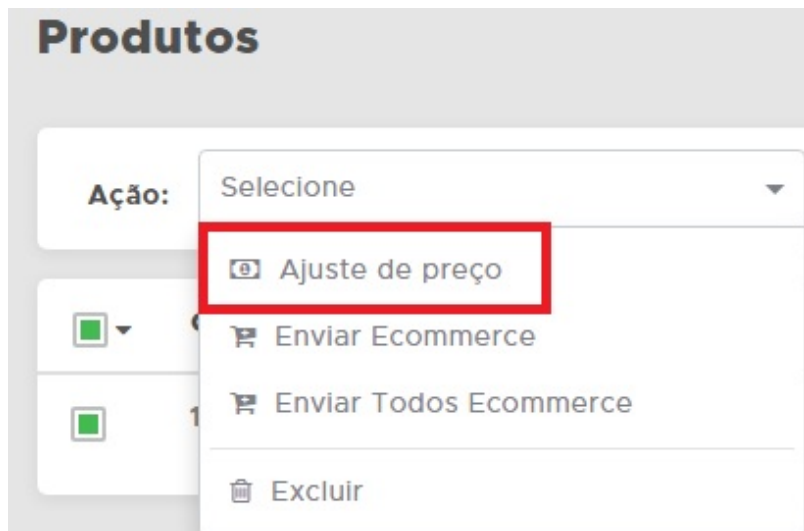 Produtos
Ação:
Selecione
Ajuste de preço
Enviar Ecommerce
Enviar Todos Ecommerce
Excluir